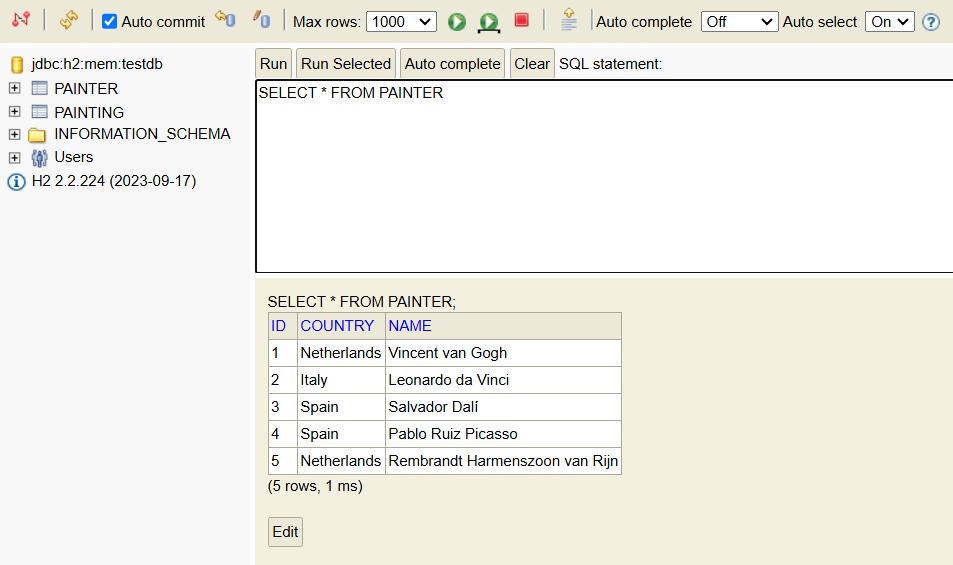 Auto commit Max rows: 1000 Auto complete Off Auto select On ?
jdbc:h2:mem:testdb
PAINTER
PAINTING
INFORMATION_SCHEMA
Users
H2 2.2.224 (2023-09-17)
Run Run Selected Auto complete Clear SQL statement:
SELECT * FROM PAINTER
SELECT * FROM PAINTER;
ID COUNTRY NAME
1 Netherlands Vincent van Gogh
2 Italy Leonardo da Vinci
3 Spain Salvador Dalí
4 Spain Pablo Ruiz Picasso
5 Netherlands Rembrandt Harmenszoon van Rijn
(5 rows, 1 ms)
Edit